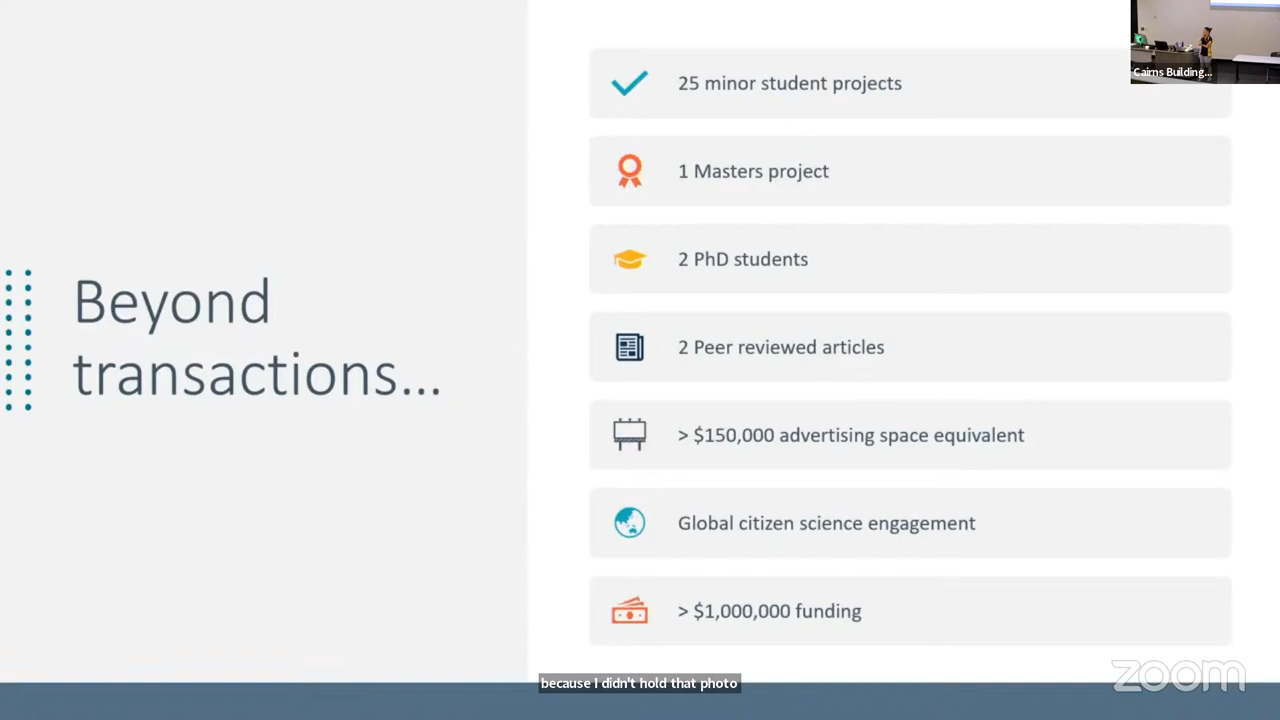 Beyond
transactions...
25 minor student projects
1 Masters project
2 PhD students
2 Peer reviewed articles
> $150,000 advertising space equivalent
Global citizen science engagement
> $1,000,000 funding
Cairns Building...
because I didn't hold that photo
zoom